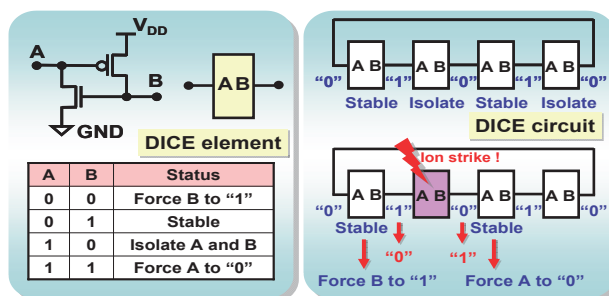 V_DD
A
B
A B
GND
DICE element
A B Status
0 0 Force B to “1”
0 1 Stable
1 0 Isolate A and B
1 1 Force A to “0”
A B A B A B A B
“0” “1” “0” “1” “0”
Stable Isolate Stable Isolate
DICE circuit
Ion strike !
A B A B A B A B
“0” “1” “0” “1” “0”
Stable Stable
“0” “1”
Force B to “1” Force A to “0”